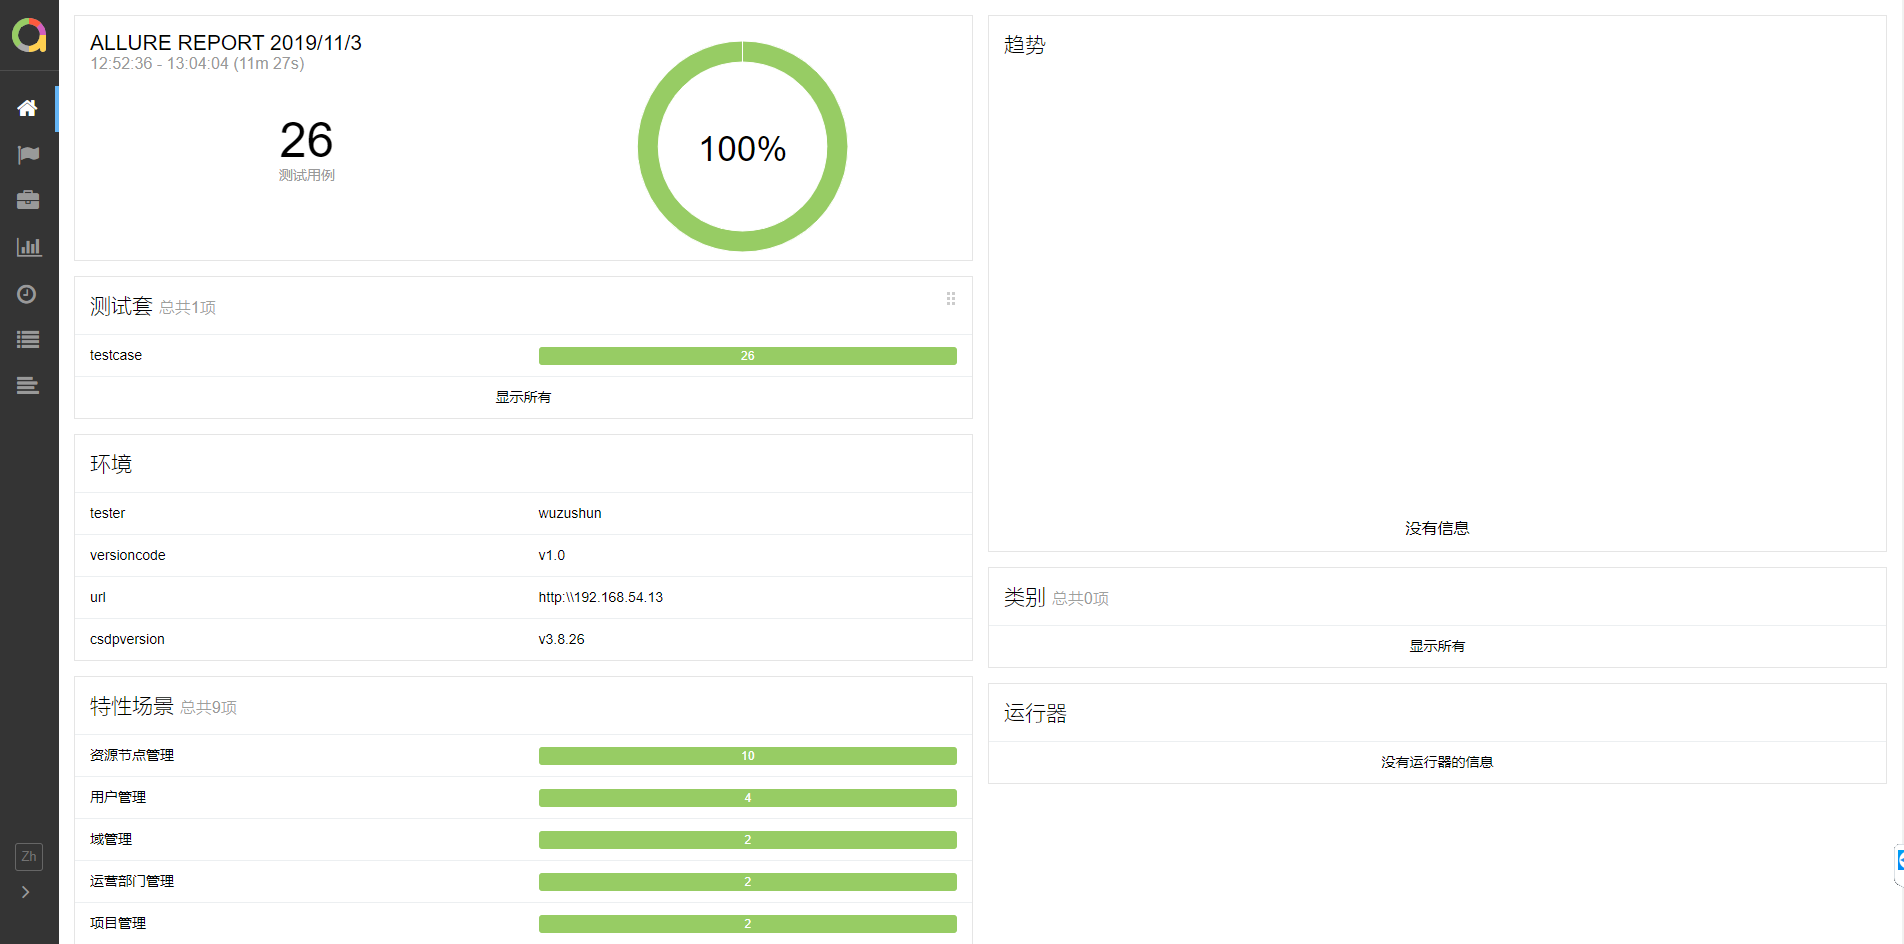 ALLURE REPORT 2019/11/3
12:52:36 - 13:04:04 (11m 27s)
26
测试用例
100%
测试套 总共1项
testcase 26
显示所有
环境
tester wuzushun
versioncode v1.0
url http:\\192.168.54.13
csdpversion v3.8.26
特性场景 总共9项
资源节点管理 10
用户管理 4
域管理 2
运营部门管理 2
项目管理 2
趋势
没有信息
类别 总共0项
显示所有
运行器
没有运行器的信息
Zh